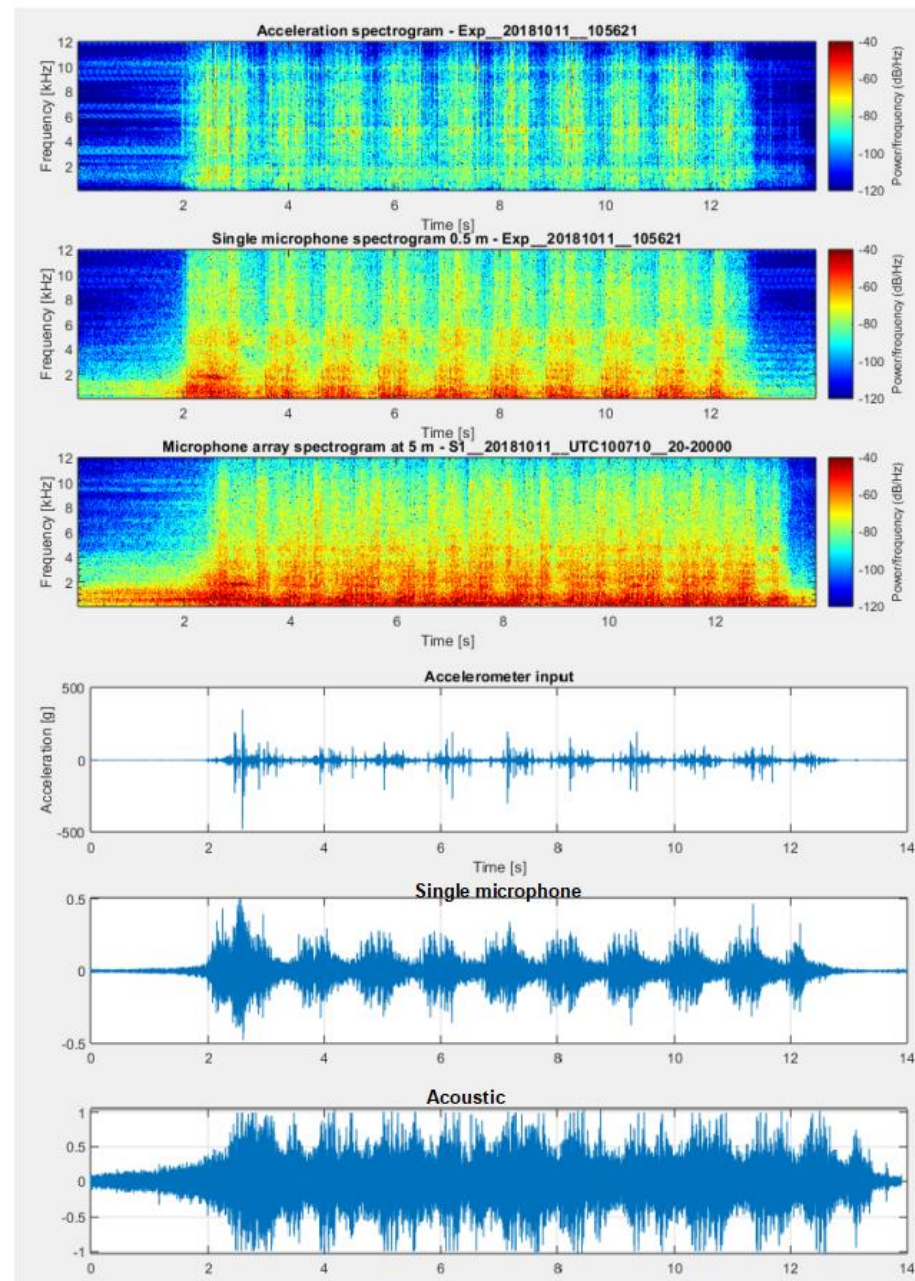 Acceleration spectrogram - Exp__20181011__105621
12
10
8
6
4
2
Frequency [kHz]
2 4 6 8 10 12
Time [s]
-40
-60
-80
-100
-120
Power/frequency (dB/Hz)
Single microphone spectrogram 0.5 m - Exp__20181011__105621
12
10
8
6
4
2
Frequency [kHz]
2 4 6 8 10 12
Time [s]
-40
-60
-80
-100
-120
Power/frequency (dB/Hz)
Microphone array spectrogram at 5 m - S1__20181011__UTC100710__20-20000
12
10
8
6
4
2
Frequency [kHz]
2 4 6 8 10 12
Time [s]
-40
-60
-80
-100
-120
Power/frequency (dB/Hz)
Accelerometer input
500
0
-500
Acceleration [g]
0 2 4 6 8 10 12 14
Time [s]
Single microphone
0.5
0
-0.5
0 2 4 6 8 10 12 14
Acoustic
1
0.5
0
-0.5
-1
0 2 4 6 8 10 12 14